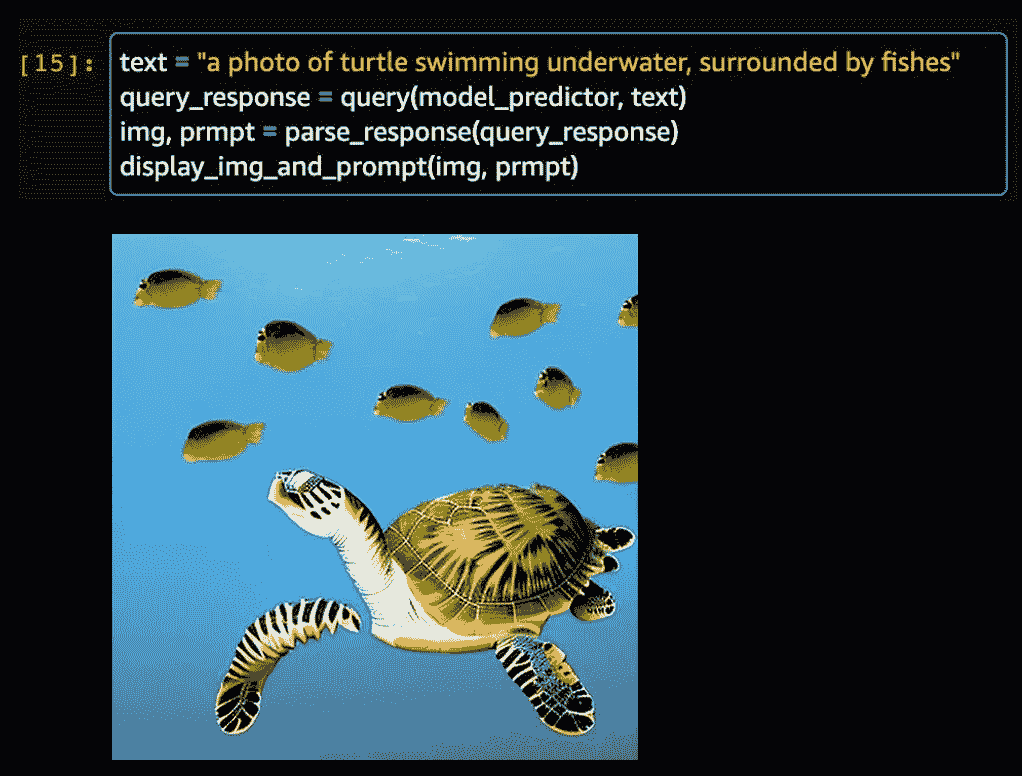 [15]: text = "a photo of turtle swimming underwater, surrounded by fishes"
query_response = query(model_predictor, text)
img, prmpt = parse_response(query_response)
display_img_and_prompt(img, prmpt)